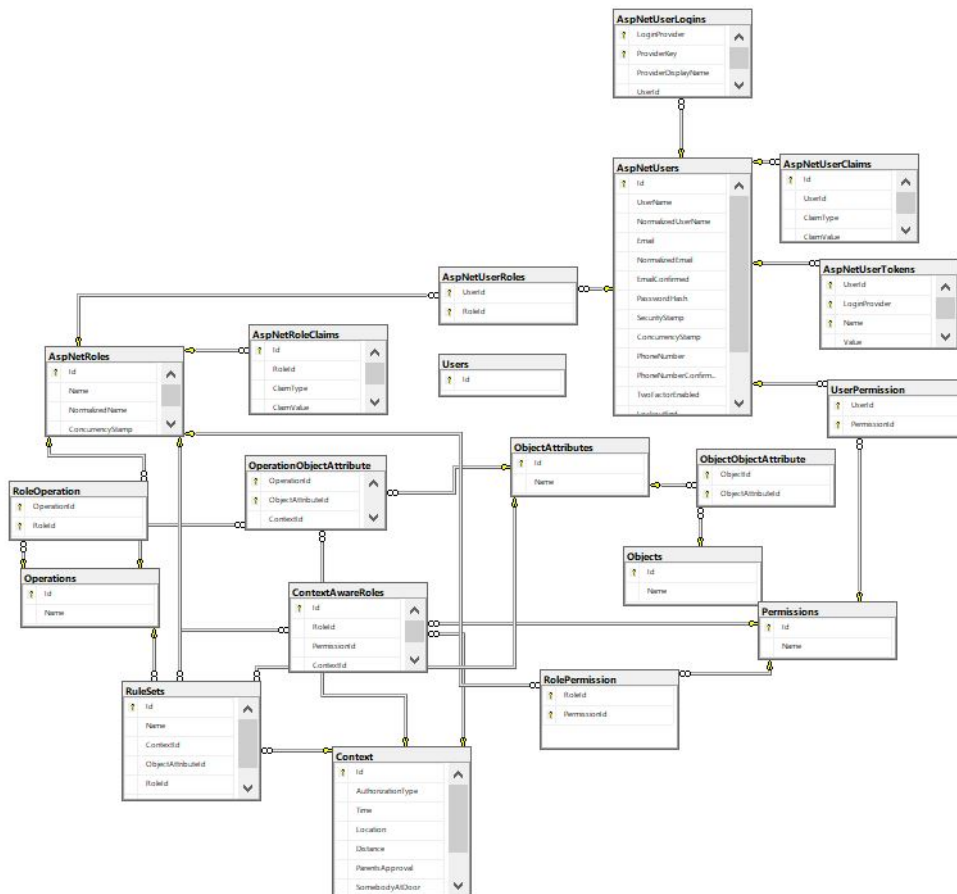 AspNetUserLogins
LoginProvider
ProviderKey
ProviderDisplayName
UserId
AspNetUsers
Id
UserName
NormalizedUserName
Email
NormalizedEmail
EmailConfirmed
PasswordHash
SecurityStamp
ConcurrencyStamp
PhoneNumber
PhoneNumberConfirm...
TwoFactorEnabled
AspNetUserClaims
Id
UserId
ClaimType
ClaimValue
AspNetUserTokens
UserId
LoginProvider
Name
Value
AspNetUserRoles
UserId
RoleId
AspNetRoleClaims
Id
RoleId
ClaimType
ClaimValue
AspNetRoles
Id
Name
NormalizedName
ConcurrencyStamp
Users
Id
UserPermission
UserId
PermissionId
ObjectAttributes
Id
Name
ObjectObjectAttribute
ObjectId
ObjectAttributeId
OperationObjectAttribute
OperationId
ObjectAttributeId
ContextId
RoleOperation
OperationId
RoleId
Objects
Id
Name
Operations
Id
Name
ContextAwareRoles
Id
RoleId
PermissionId
ContextId
Permissions
Id
Name
RolePermission
RoleId
PermissionId
RuleSets
Id
Name
ContextId
ObjectAttributeId
RoleId
Context
Id
AuthorizationType
Time
Location
Distance
ParentsApproval
SomebodyAtDoor